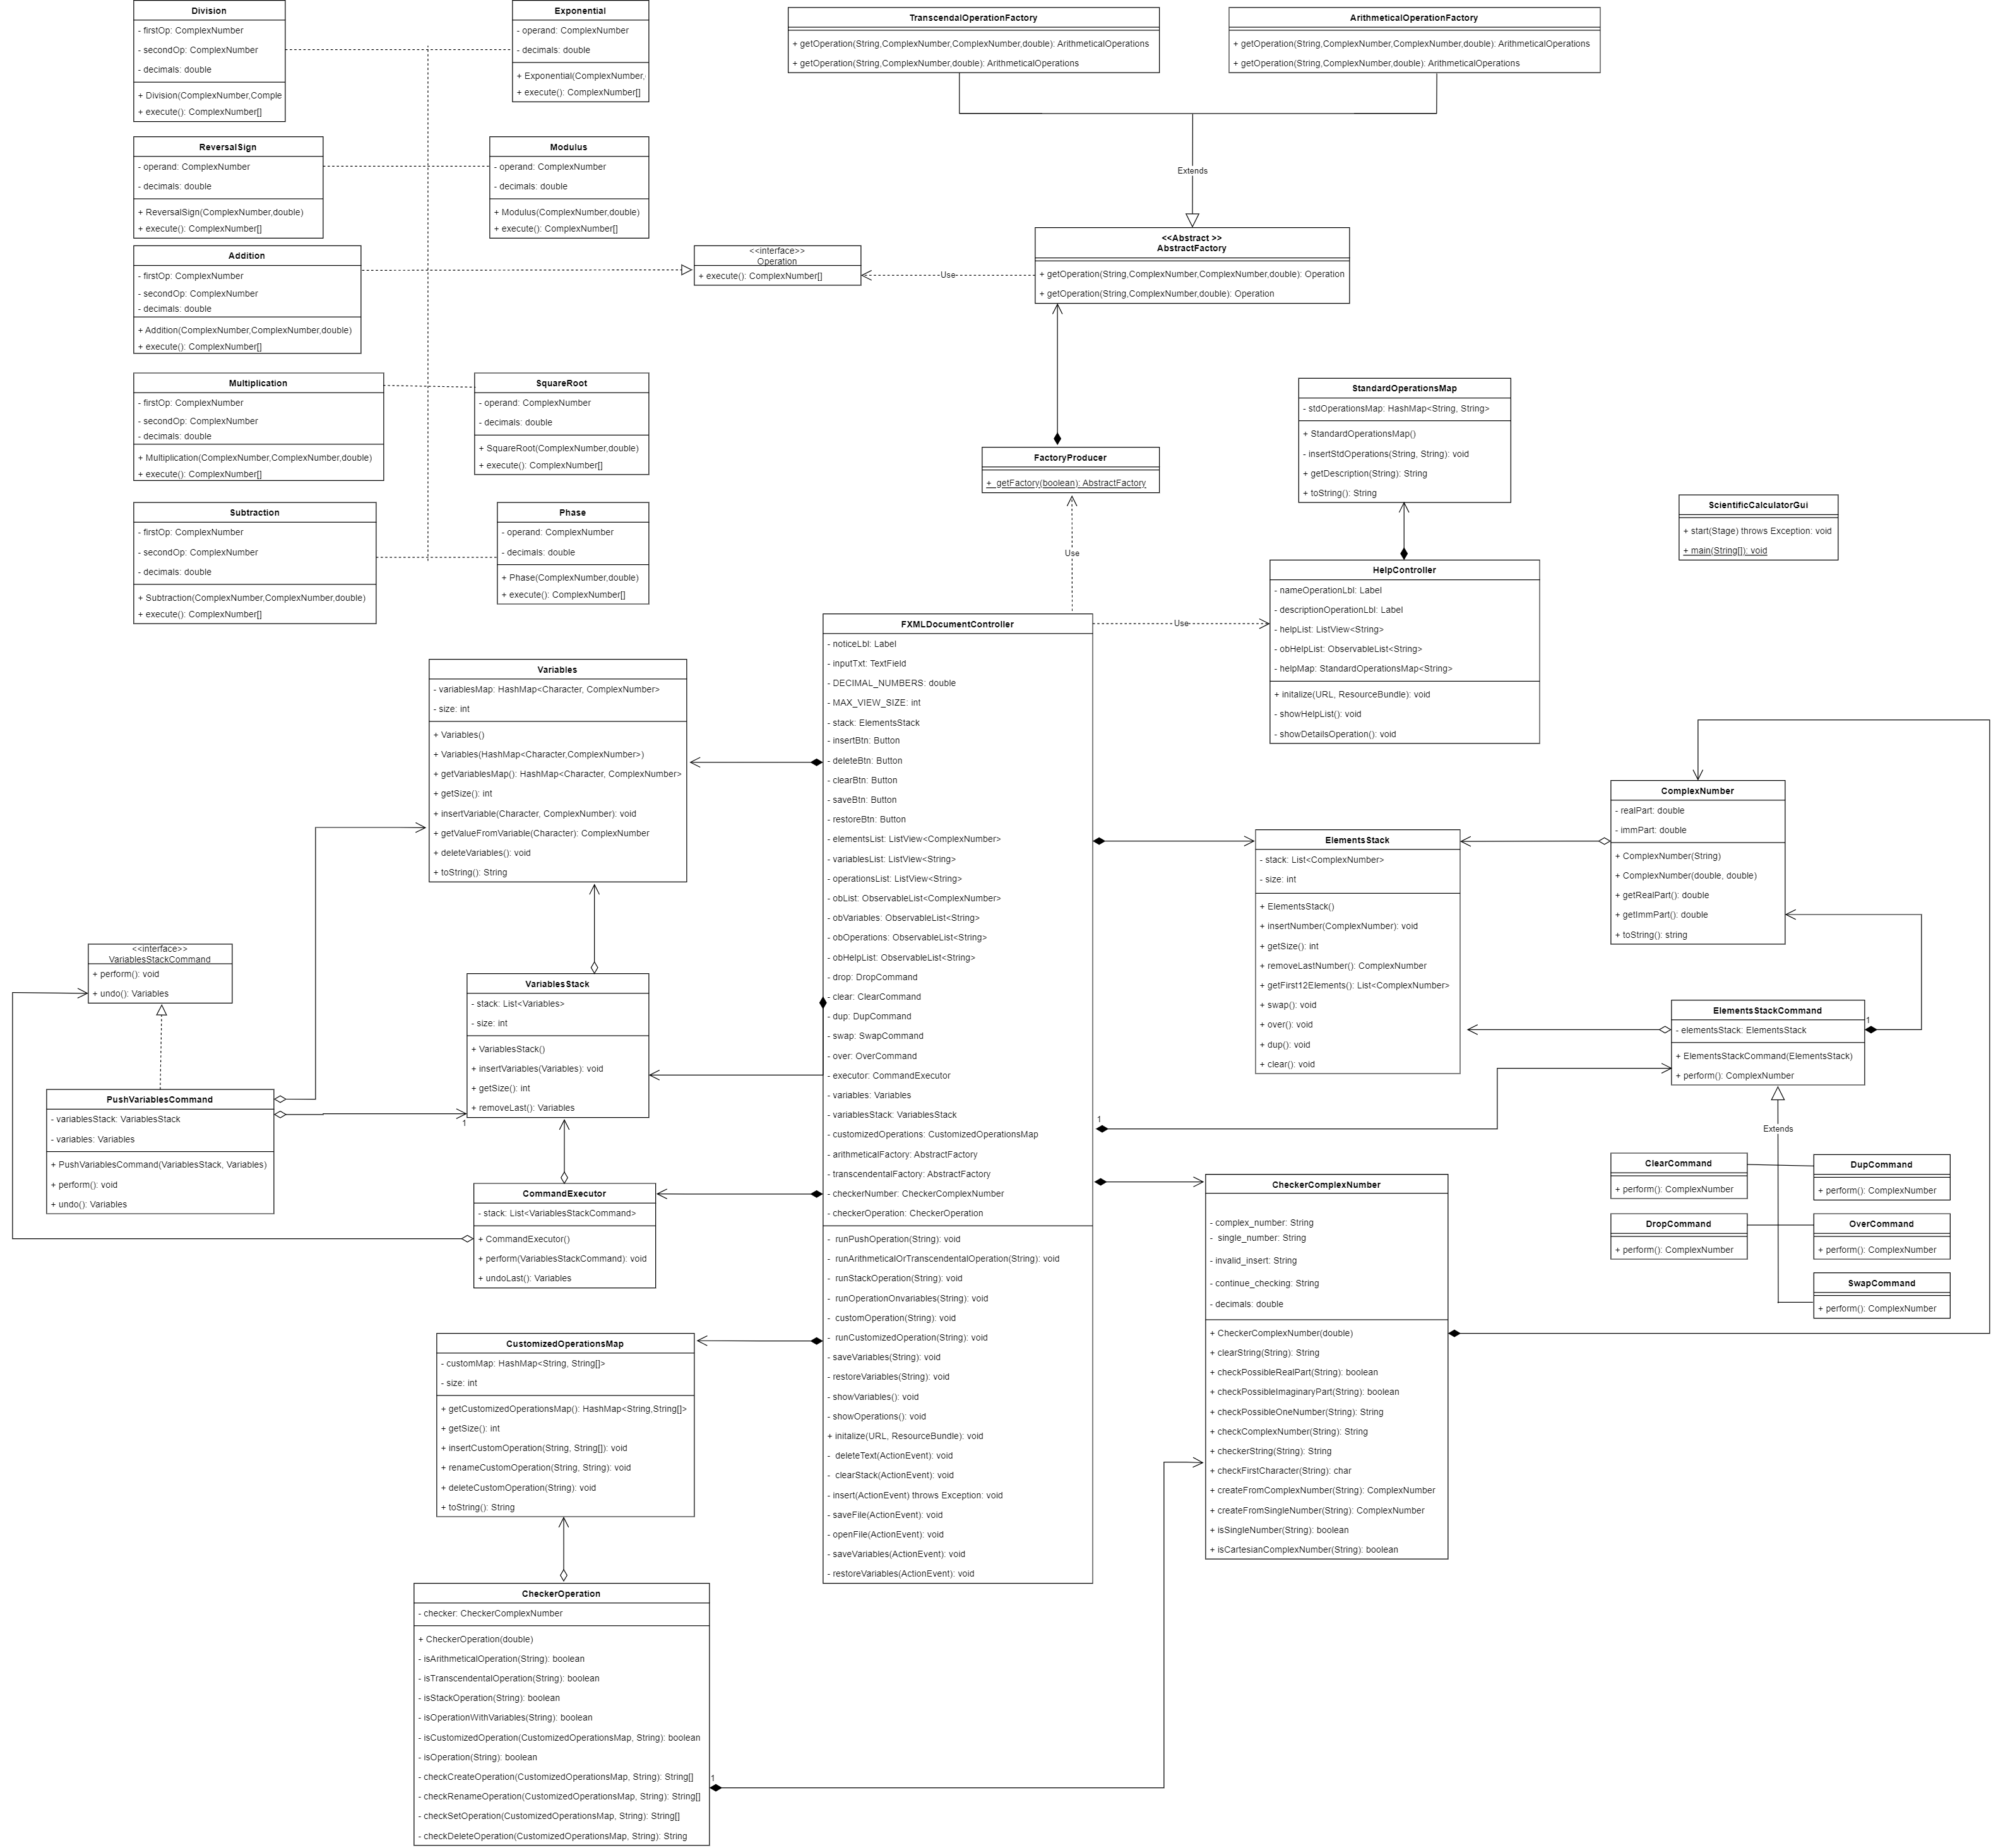 Division
- firstOp: ComplexNumber
- secondOp: ComplexNumber
- decimals: double
+ Division(ComplexNumber,Comple
+ execute(): ComplexNumber[]
Exponential
- operand: ComplexNumber
- decimals: double
+ Exponential(ComplexNumber,
+ execute(): ComplexNumber[]
TranscendalOperationFactory
+ getOperation(String,ComplexNumber,ComplexNumber,double): ArithmeticalOperations
+ getOperation(String,ComplexNumber,double): ArithmeticalOperations
ArithmeticalOperationFactory
+ getOperation(String,ComplexNumber,ComplexNumber,double): ArithmeticalOperations
+ getOperation(String,ComplexNumber,double): ArithmeticalOperations
ReversalSign
- operand: ComplexNumber
- decimals: double
+ ReversalSign(ComplexNumber,double)
+ execute(): ComplexNumber[]
Modulus
- operand: ComplexNumber
- decimals: double
+ Modulus(ComplexNumber,double)
+ execute(): ComplexNumber[]
Extends
Addition
- firstOp: ComplexNumber
- secondOp: ComplexNumber
- decimals: double
+ Addition(ComplexNumber,ComplexNumber,double)
+ execute(): ComplexNumber[]
<<interface>>
Operation
+ execute(): ComplexNumber[]
Use
<<Abstract >>
AbstractFactory
+ getOperation(String,ComplexNumber,ComplexNumber,double): Operation
+ getOperation(String,ComplexNumber,double): Operation
Multiplication
- firstOp: ComplexNumber
- secondOp: ComplexNumber
- decimals: double
+ Multiplication(ComplexNumber,ComplexNumber,double)
+ execute(): ComplexNumber[]
SquareRoot
- operand: ComplexNumber
- decimals: double
+ SquareRoot(ComplexNumber,double)
+ execute(): ComplexNumber[]
StandardOperationsMap
- stdOperationsMap: HashMap<String, String>
+ StandardOperationsMap()
- insertStdOperations(String, String): void
+ getDescription(String): String
+ toString(): String
FactoryProducer
+ getFactory(boolean): AbstractFactory
Use
Subtraction
- firstOp: ComplexNumber
- secondOp: ComplexNumber
- decimals: double
+ Subtraction(ComplexNumber,ComplexNumber,double)
+ execute(): ComplexNumber[]
Phase
- operand: ComplexNumber
- decimals: double
+ Phase(ComplexNumber,double)
+ execute(): ComplexNumber[]
ScientificCalculatorGui
+ start(Stage) throws Exception: void
+ main(String[]): void
HelpController
- nameOperationLbl: Label
- descriptionOperationLbl: Label
- helpList: ListView<String>
- obHelpList: ObservableList<String>
- helpMap: StandardOperationsMap<String>
+ initalize(URL, ResourceBundle): void
- showHelpList(): void
- showDetailsOperation(): void
Use
FXMLDocumentController
- noticeLbl: Label
- inputTxt: TextField
- DECIMAL_NUMBERS: double
- MAX_VIEW_SIZE: int
- stack: ElementsStack
- insertBtn: Button
- deleteBtn: Button
- clearBtn: Button
- saveBtn: Button
- restoreBtn: Button
- elementsList: ListView<ComplexNumber>
- variablesList: ListView<String>
- operationsList: ListView<String>
- obList: ObservableList<ComplexNumber>
- obVariables: ObservableList<String>
- obOperations: ObservableList<String>
- obHelpList: ObservableList<String>
- drop: DropCommand
- clear: ClearCommand
- dup: DupCommand
- swap: SwapCommand
- over: OverCommand
- executor: CommandExecutor
- variables: Variables
- variablesStack: VariablesStack
- customizedOperations: CustomizedOperationsMap
- arithmeticalFactory: AbstractFactory
- transcendentalFactory: AbstractFactory
- checkerNumber: CheckerComplexNumber
- checkerOperation: CheckerOperation
- runPushOperation(String): void
- runArithmeticalOrTranscendentalOperation(String): void
- runStackOperation(String): void
- runOperationOnvariables(String): void
- customOperation(String): void
- runCustomizedOperation(String): void
- saveVariables(String): void
- restoreVariables(String): void
- showVariables(): void
- showOperations(): void
+ initalize(URL, ResourceBundle): void
- deleteText(ActionEvent): void
- clearStack(ActionEvent): void
- insert(ActionEvent) throws Exception: void
- saveFile(ActionEvent): void
- openFile(ActionEvent): void
- saveVariables(ActionEvent): void
- restoreVariables(ActionEvent): void
Variables
- variablesMap: HashMap<Character, ComplexNumber>
- size: int
+ Variables()
+ Variables(HashMap<Character,ComplexNumber>)
+ getVariablesMap(): HashMap<Character, ComplexNumber>
+ getSize(): int
+ insertVariable(Character, ComplexNumber): void
+ getValueFromVariable(Character): ComplexNumber
+ deleteVariables(): void
+ toString(): String
ComplexNumber
- realPart: double
- immPart: double
+ ComplexNumber(String)
+ ComplexNumber(double, double)
+ getRealPart(): double
+ getImmPart(): double
+ toString(): string
ElementsStack
- stack: List<ComplexNumber>
- size: int
+ ElementsStack()
+ insertNumber(ComplexNumber): void
+ getSize(): int
+ removeLastNumber(): ComplexNumber
+ getFirst12Elements(): List<ComplexNumber>
+ swap(): void
+ over(): void
+ dup(): void
+ clear(): void
<<interface>>
VariablesStackCommand
+ perform(): void
+ undo(): Variables
VariablesStack
- stack: List<Variables>
- size: int
+ VariablesStack()
+ insertVariables(Variables): void
+ getSize(): int
+ removeLast(): Variables
1
ElementsStackCommand
- elementsStack: ElementsStack
+ ElementsStackCommand(ElementsStack)
+ perform(): ComplexNumber
1
1
Extends
PushVariablesCommand
- variablesStack: VariablesStack
- variables: Variables
+ PushVariablesCommand(VariablesStack, Variables)
+ perform(): void
+ undo(): Variables
CommandExecutor
- stack: List<VariablesStackCommand>
+ CommandExecutor()
+ perform(VariablesStackCommand): void
+ undoLast(): Variables
ClearCommand
+ perform(): ComplexNumber
DupCommand
+ perform(): ComplexNumber
DropCommand
+ perform(): ComplexNumber
OverCommand
+ perform(): ComplexNumber
SwapCommand
+ perform(): ComplexNumber
CheckerComplexNumber
- complex_number: String
- single_number: String
- invalid_insert: String
- continue_checking: String
- decimals: double
+ CheckerComplexNumber(double)
+ clearString(String): String
+ checkPossibleRealPart(String): boolean
+ checkPossibleImaginaryPart(String): boolean
+ checkPossibleOneNumber(String): String
+ checkComplexNumber(String): String
+ checkerString(String): String
+ checkFirstCharacter(String): char
+ createFromComplexNumber(String): ComplexNumber
+ createFromSingleNumber(String): ComplexNumber
+ isSingleNumber(String): boolean
+ isCartesianComplexNumber(String): boolean
CustomizedOperationsMap
- customMap: HashMap<String, String[]>
- size: int
+ getCustomizedOperationsMap(): HashMap<String,String[]>
+ getSize(): int
+ insertCustomOperation(String, String[]): void
+ renameCustomOperation(String, String): void
+ deleteCustomOperation(String): void
+ toString(): String
CheckerOperation
- checker: CheckerComplexNumber
+ CheckerOperation(double)
- isArithmeticalOperation(String): boolean
- isTranscendentalOperation(String): boolean
- isStackOperation(String): boolean
- isOperationWithVariables(String): boolean
- isCustomizedOperation(CustomizedOperationsMap, String): boolean
- isOperation(String): boolean
- checkCreateOperation(CustomizedOperationsMap, String): String[]
- checkRenameOperation(CustomizedOperationsMap, String): String[]
- checkSetOperation(CustomizedOperationsMap, String): String[]
- checkDeleteOperation(CustomizedOperationsMap, String): String
1